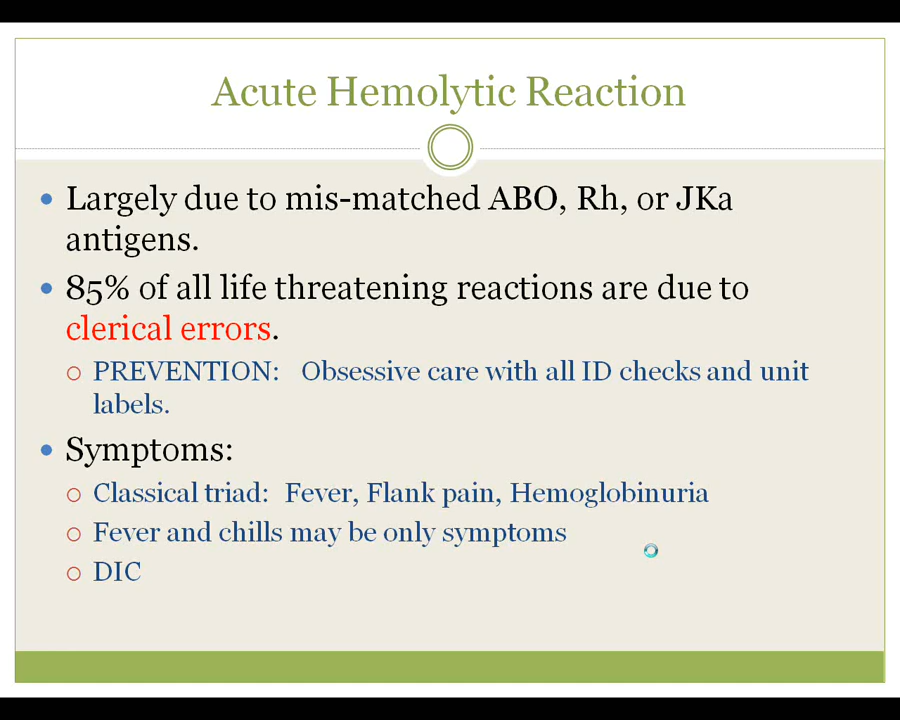 Acute Hemolytic Reaction
Largely due to mis-matched ABO, Rh, or JKa
antigens.
85% of all life threatening reactions are due to
clerical errors.
PREVENTION: Obsessive care with all ID checks and unit
labels.
Symptoms:
Classical triad: Fever, Flank pain, Hemoglobinuria
Fever and chills may be only symptoms
DIC